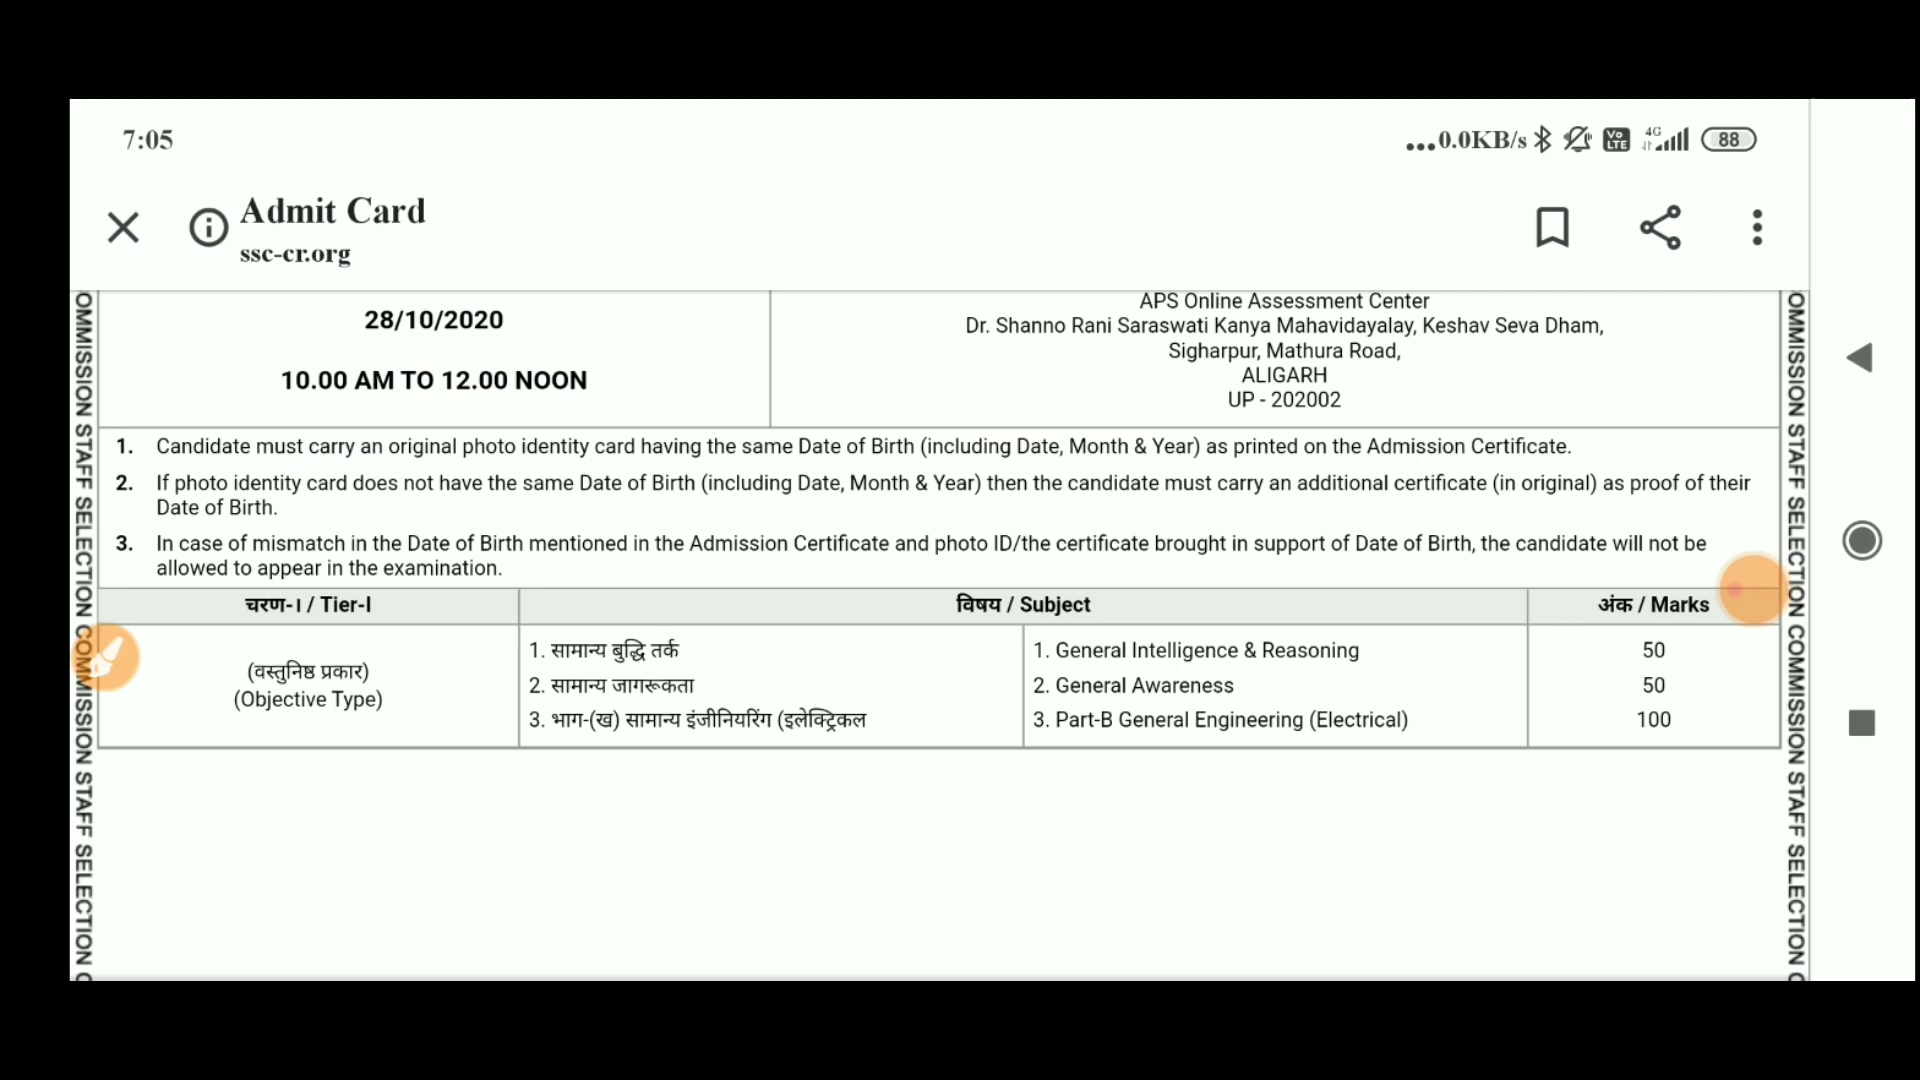 7:05
...0.0KB/s
Vo LTE
4G
88
Admit Card
ssc-cr.org
28/10/2020
10.00 AM TO 12.00 NOON
APS Online Assessment Center
Dr. Shanno Rani Saraswati Kanya Mahavidayalay, Keshav Seva Dham,
Sigharpur, Mathura Road,
ALIGARH
UP - 202002
1. Candidate must carry an original photo identity card having the same Date of Birth (including Date, Month & Year) as printed on the Admission Certificate.
2. If photo identity card does not have the same Date of Birth (including Date, Month & Year) then the candidate must carry an additional certificate (in original) as proof of their
Date of Birth.
3. In case of mismatch in the Date of Birth mentioned in the Admission Certificate and photo ID/the certificate brought in support of Date of Birth, the candidate will not be
allowed to appear in the examination.
चरण-। / Tier-I विषय / Subject अंक / Marks
(वस्तुनिष्ठ प्रकार)
(Objective Type)
1. सामान्य बुद्धि तर्क 1. General Intelligence & Reasoning 50
2. सामान्य जागरूकता 2. General Awareness 50
3. भाग-(ख) सामान्य इंजीनियरिंग (इलेक्ट्रिकल 3. Part-B General Engineering (Electrical) 100
OMMISSION STAFF SELECTION COMMISSION STAFF SELECTION C
OMMISSION STAFF SELECTION COMMISSION STAFF SELECTION C